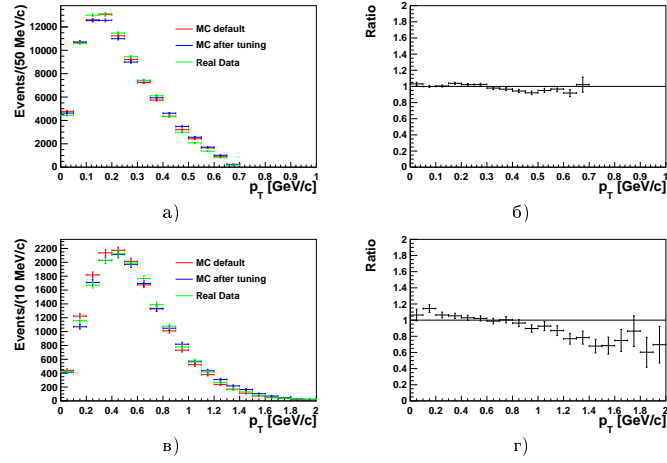 Events/(50 MeV/c)
12000
10000
8000
6000
4000
2000
0
MC default
MC after tuning
Real Data
0 0.1 0.2 0.3 0.4 0.5 0.6 0.7 0.8 0.9 1
p_T [GeV/c]
а)
Ratio
2
1.8
1.6
1.4
1.2
1
0.8
0.6
0.4
0.2
0
0 0.1 0.2 0.3 0.4 0.5 0.6 0.7 0.8 0.9 1
p_T [GeV/c]
б)
Events/(10 MeV/c)
2200
2000
1800
1600
1400
1200
1000
800
600
400
200
0
MC default
MC after tuning
Real Data
0 0.2 0.4 0.6 0.8 1 1.2 1.4 1.6 1.8 2
p_T [GeV/c]
в)
Ratio
2
1.8
1.6
1.4
1.2
1
0.8
0.6
0.4
0.2
0
0 0.2 0.4 0.6 0.8 1 1.2 1.4 1.6 1.8 2
p_T [GeV/c]
г)